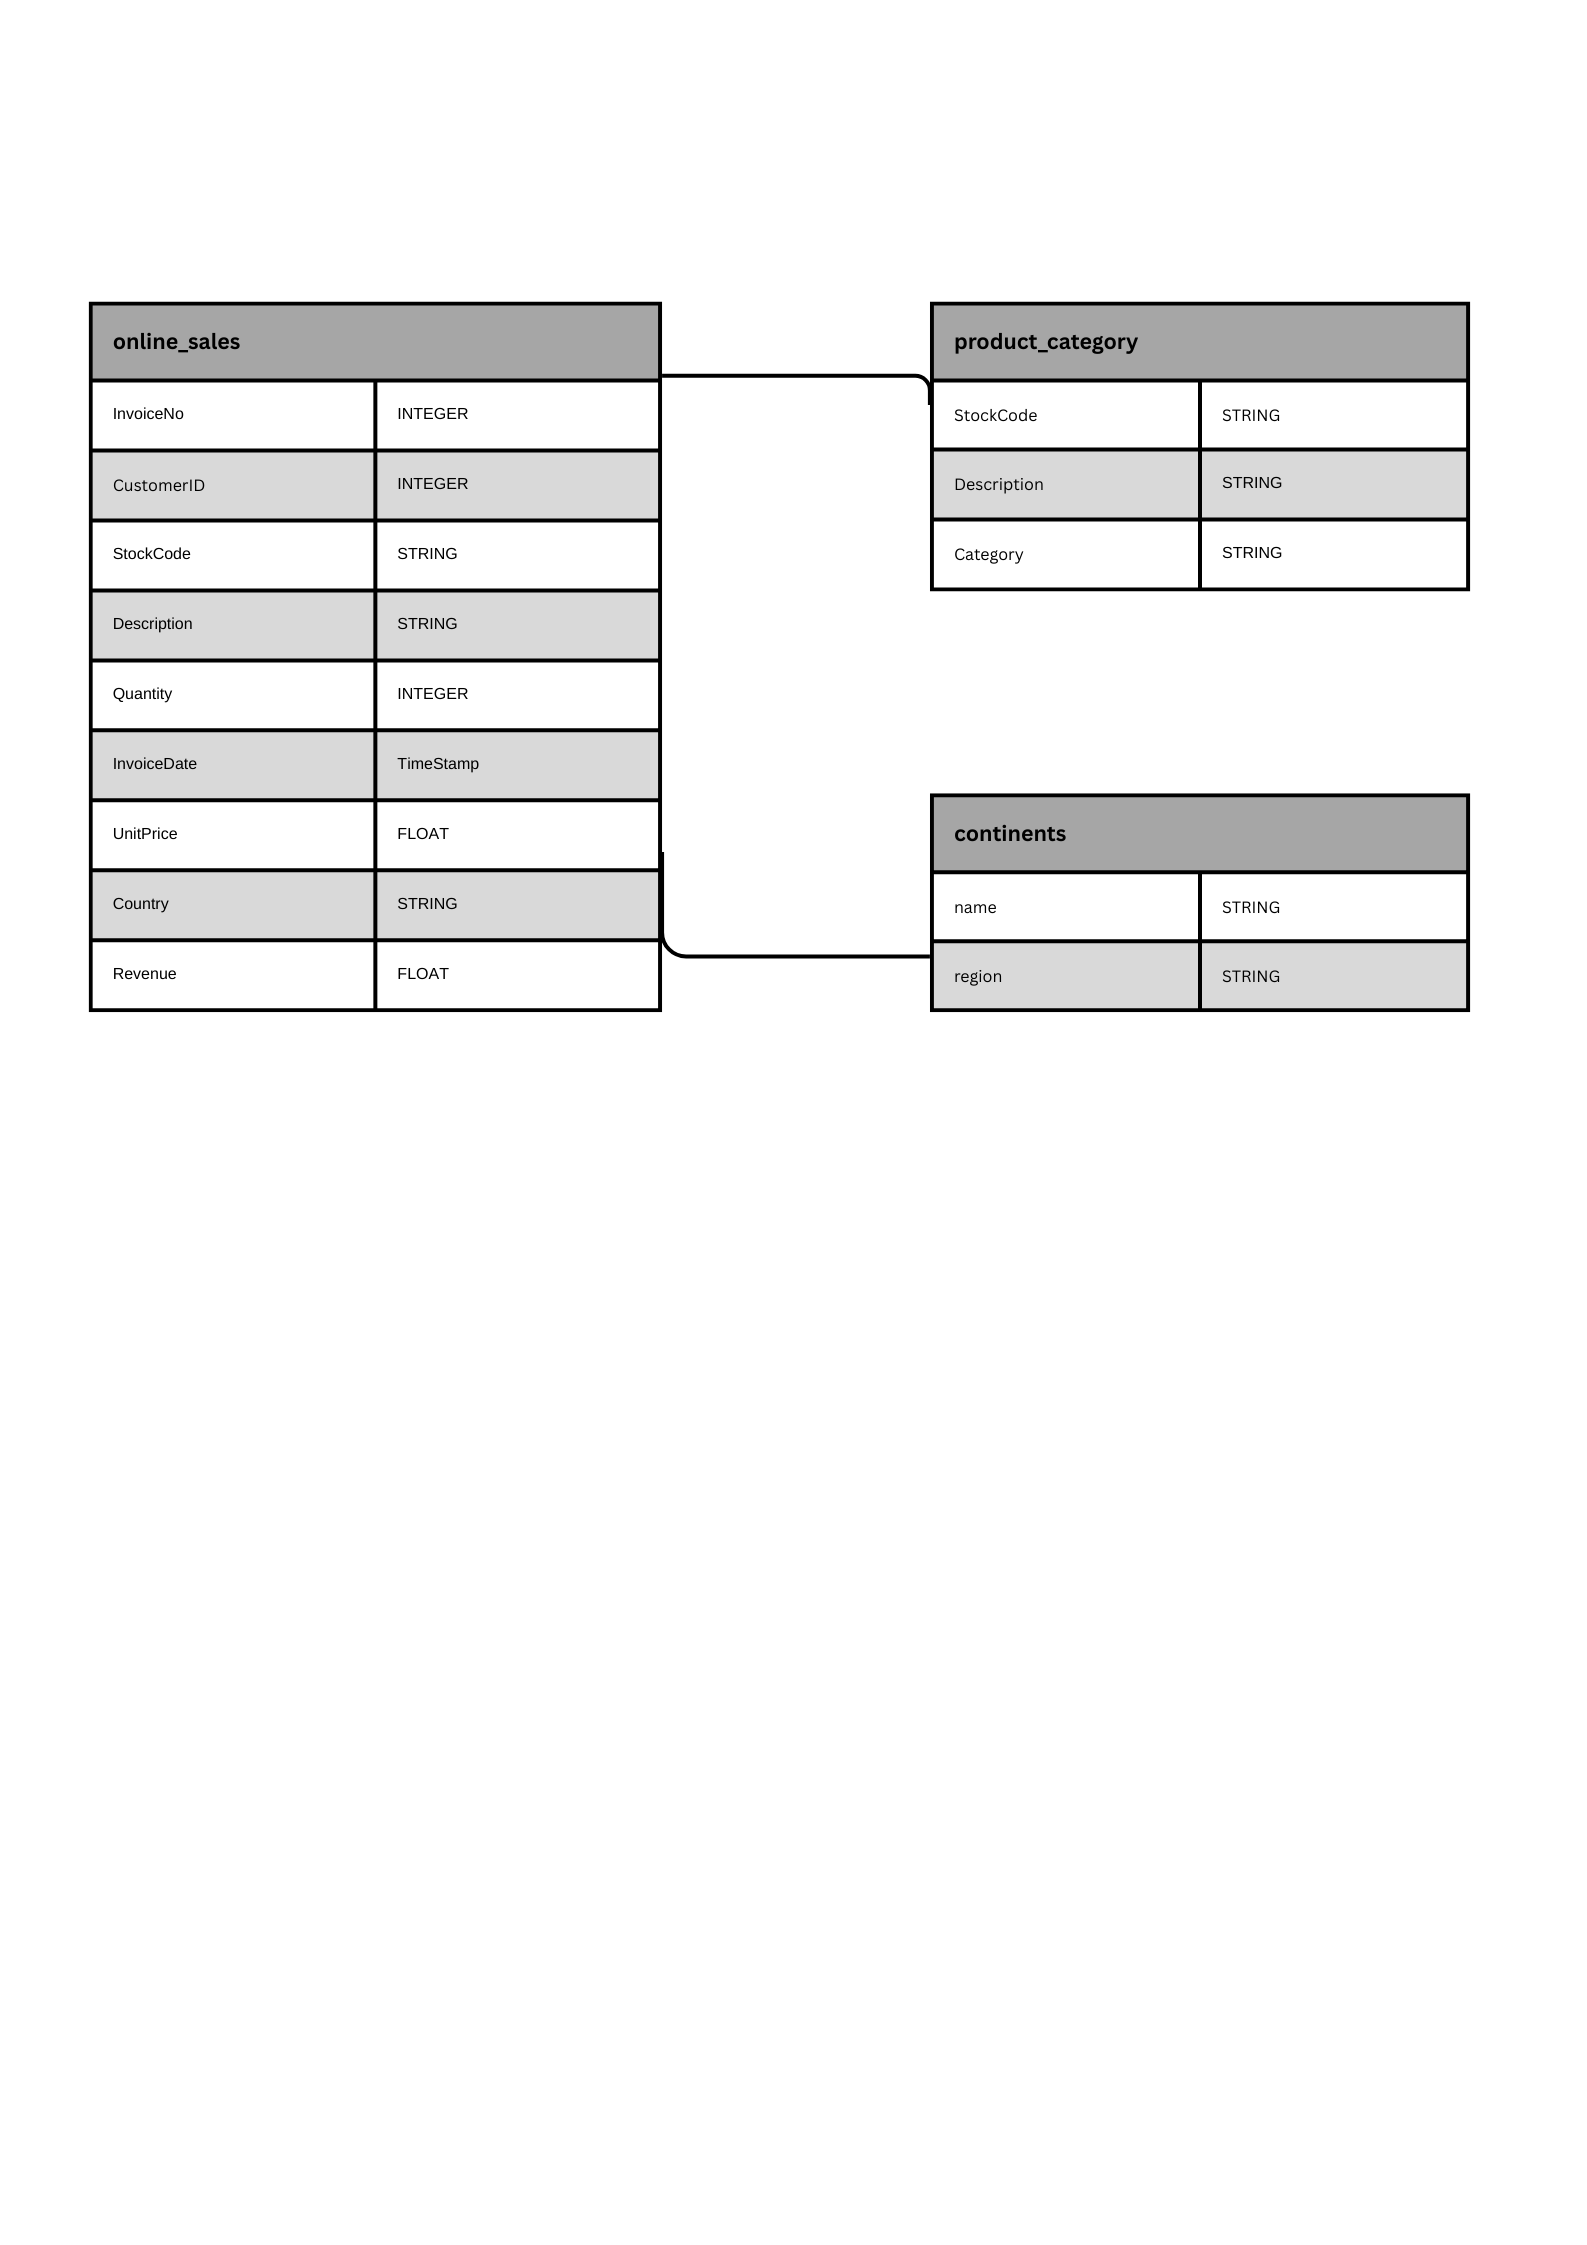 online_sales
InvoiceNo INTEGER
CustomerID INTEGER
StockCode STRING
Description STRING
Quantity INTEGER
InvoiceDate TimeStamp
UnitPrice FLOAT
Country STRING
Revenue FLOAT
product_category
StockCode STRING
Description STRING
Category STRING
continents
name STRING
region STRING